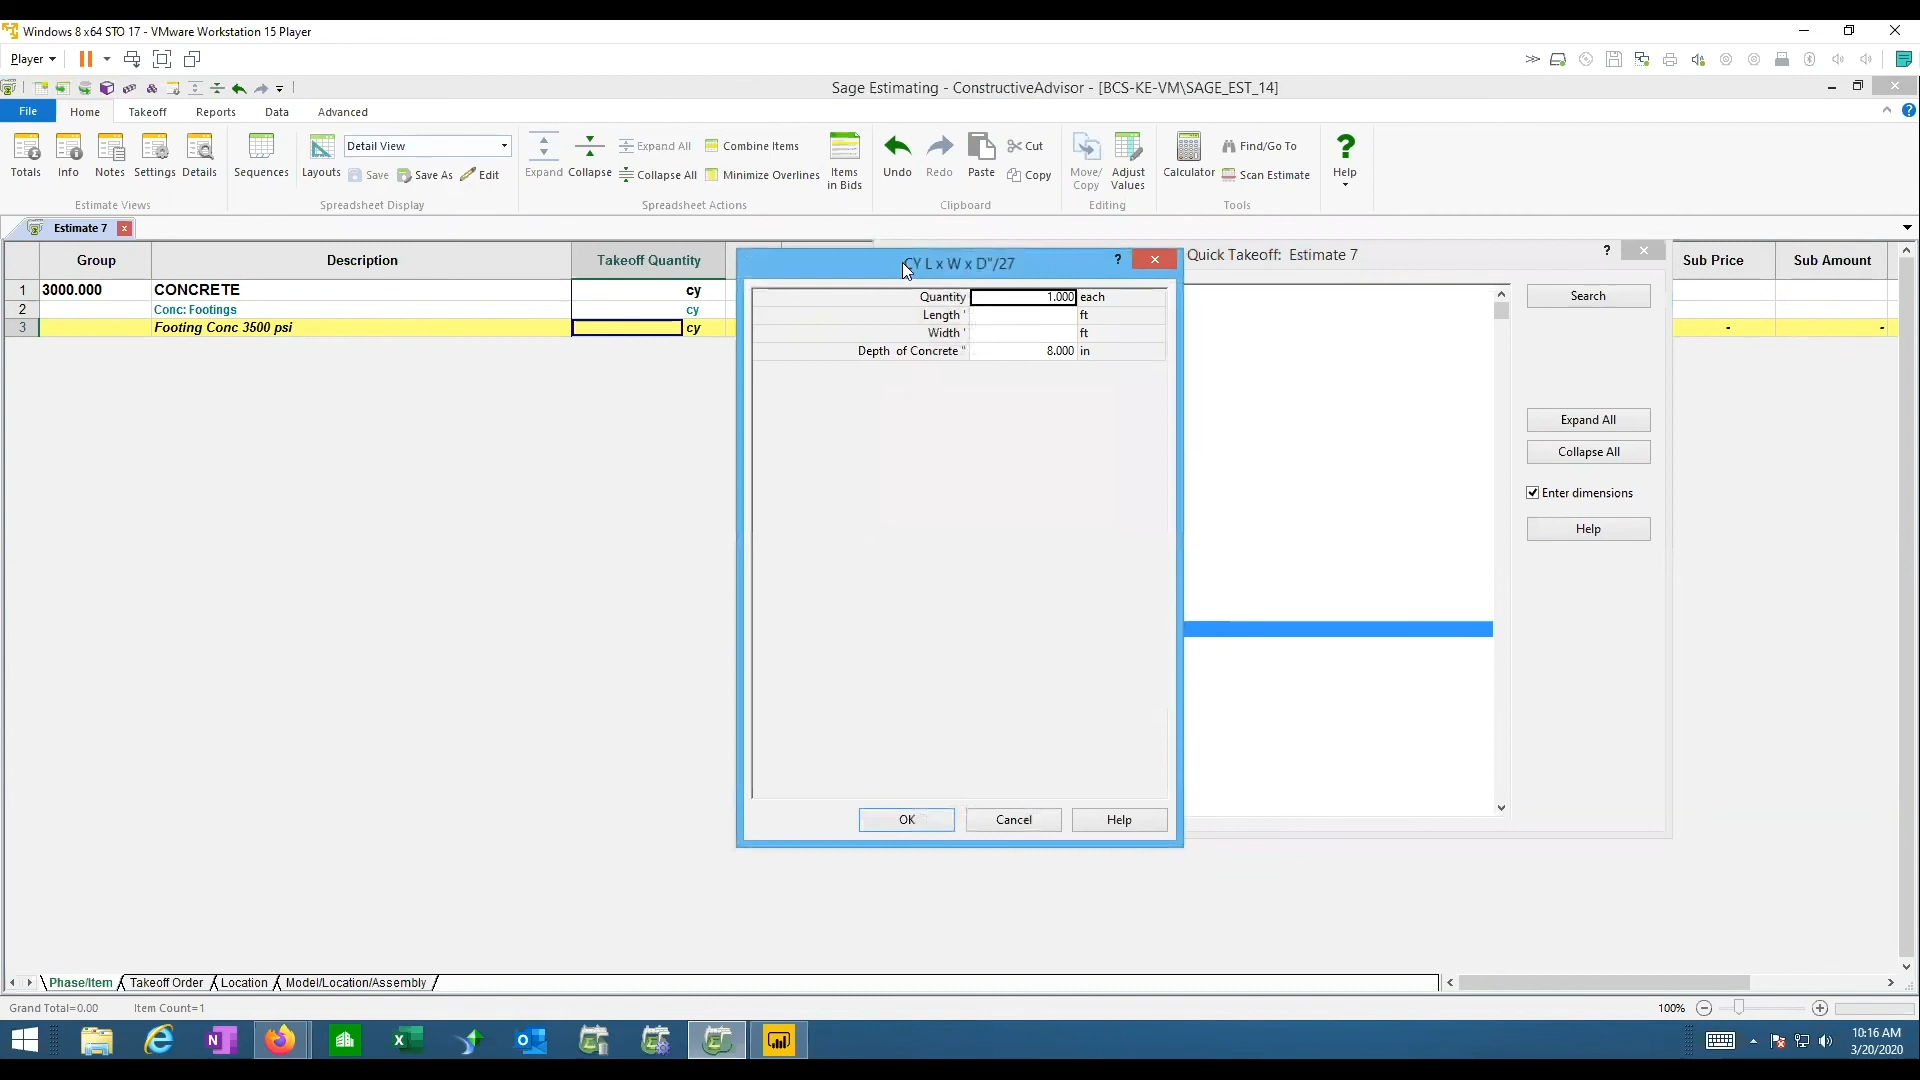 Windows 8 x64 STO 17 - VMware Workstation 15 Player
Player
Sage Estimating - ConstructiveAdvisor - [BCS-KE-VM\SAGE_EST_14]
File Home Takeoff Reports Data Advanced
Totals Info Notes Settings Details
Estimate Views
Sequences
Layouts
Detail View
Save Save As Edit
Spreadsheet Display
Expand Collapse
Expand All
Collapse All
Combine Items
Minimize Overlines
Items
in Bids
Spreadsheet Actions
Undo Redo Paste
Cut
Copy
Clipboard
Move/
Copy
Adjust
Values
Editing
Calculator
Find/Go To
Scan Estimate
Tools
Help
Estimate 7
Group Description Takeoff Quantity Sub Price Sub Amount
1 3000.000 CONCRETE cy
2 Conc: Footings cy
3 Footing Conc 3500 psi cy - -
CY L x W x D"/27
Quantity 1.000 each
Length ' ft
Width ' ft
Depth of Concrete " 8.000 in
OK Cancel Help
Quick Takeoff: Estimate 7
Search
Expand All
Collapse All
Enter dimensions
Help
Phase/Item Takeoff Order Location Model/Location/Assembly
Grand Total=0.00 Item Count=1 100%
10:16 AM
3/20/2020